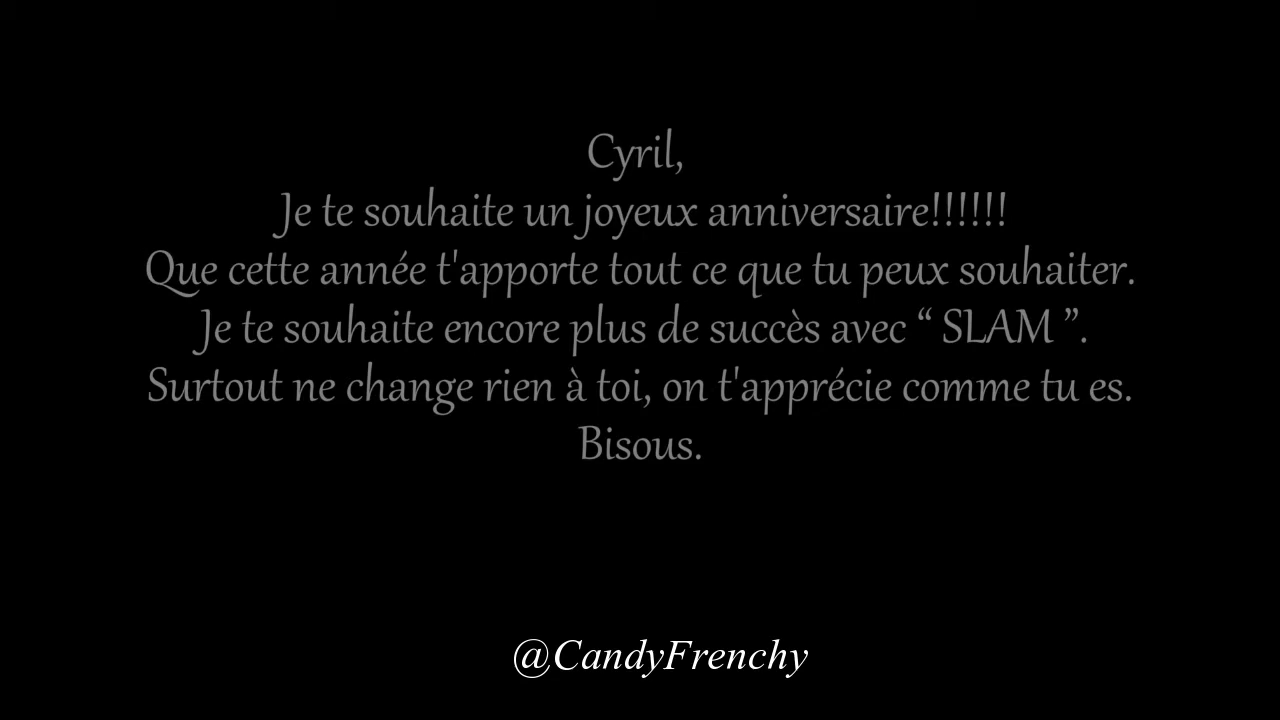 Cyril,
Je te souhaite un joyeux anniversaire!!!!!!
Que cette année t'apporte tout ce que tu peux souhaiter.
Je te souhaite encore plus de succès avec “ SLAM ”.
Surtout ne change rien à toi, on t'apprécie comme tu es.
Bisous.
@CandyFrenchy